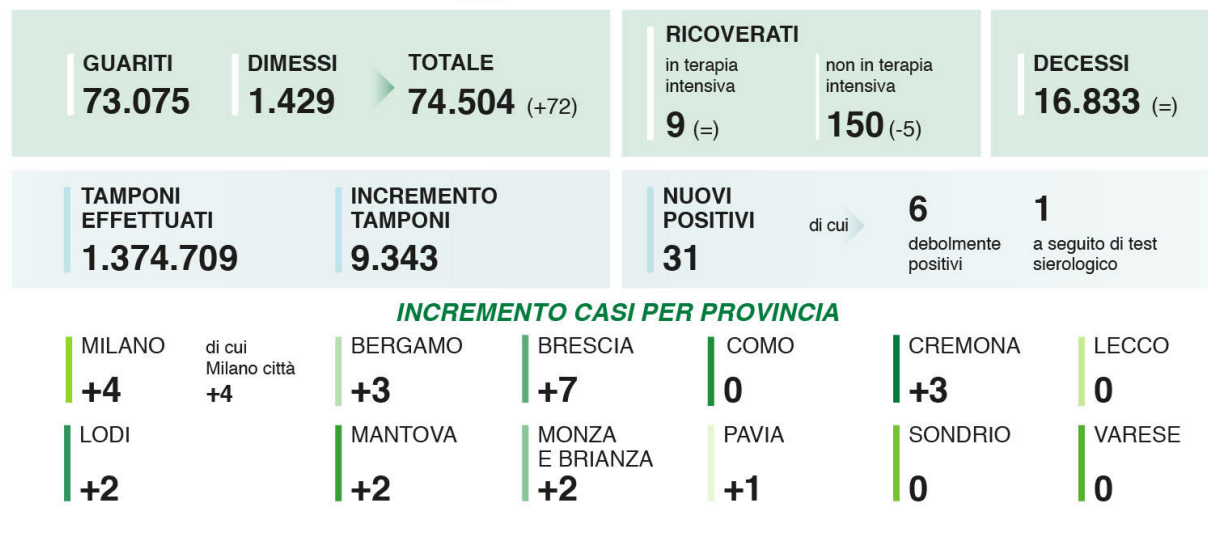 GUARITI
73.075
DIMESSI
1.429
TOTALE
74.504 (+72)
RICOVERATI
in terapia
intensiva
9 (=)
non in terapia
intensiva
150 (-5)
DECESSI
16.833 (=)
TAMPONI
EFFETTUATI
1.374.709
INCREMENTO
TAMPONI
9.343
NUOVI
POSITIVI
31
di cui
6
debolmente
positivi
1
a seguito di test
sierologico
INCREMENTO CASI PER PROVINCIA
MILANO
+4
di cui
Milano città
+4
BERGAMO
+3
BRESCIA
+7
COMO
0
CREMONA
+3
LECCO
0
LODI
+2
MANTOVA
+2
MONZA
E BRIANZA
+2
PAVIA
+1
SONDRIO
0
VARESE
0